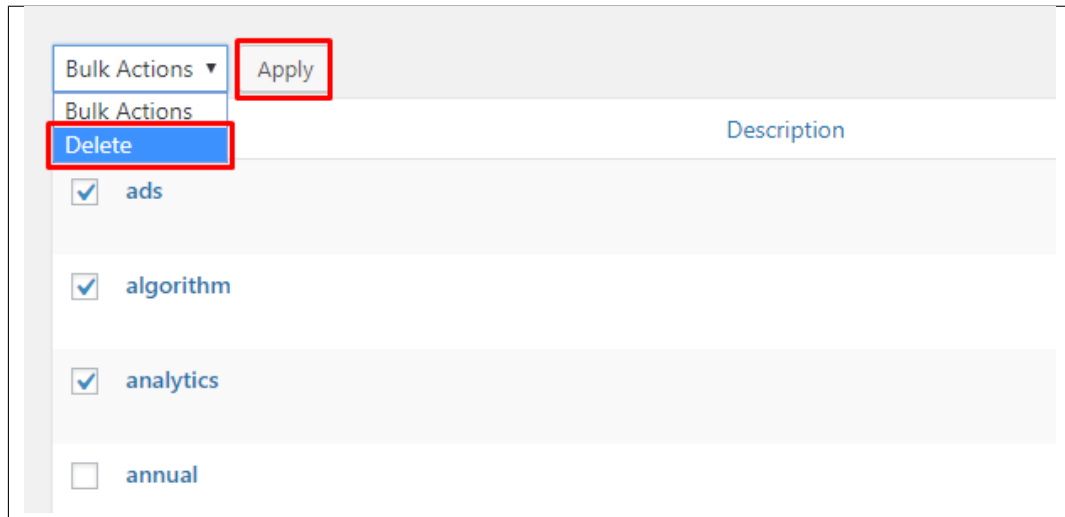 Bulk Actions ▼ Apply
Bulk Actions
Delete
Description
ads
algorithm
analytics
annual